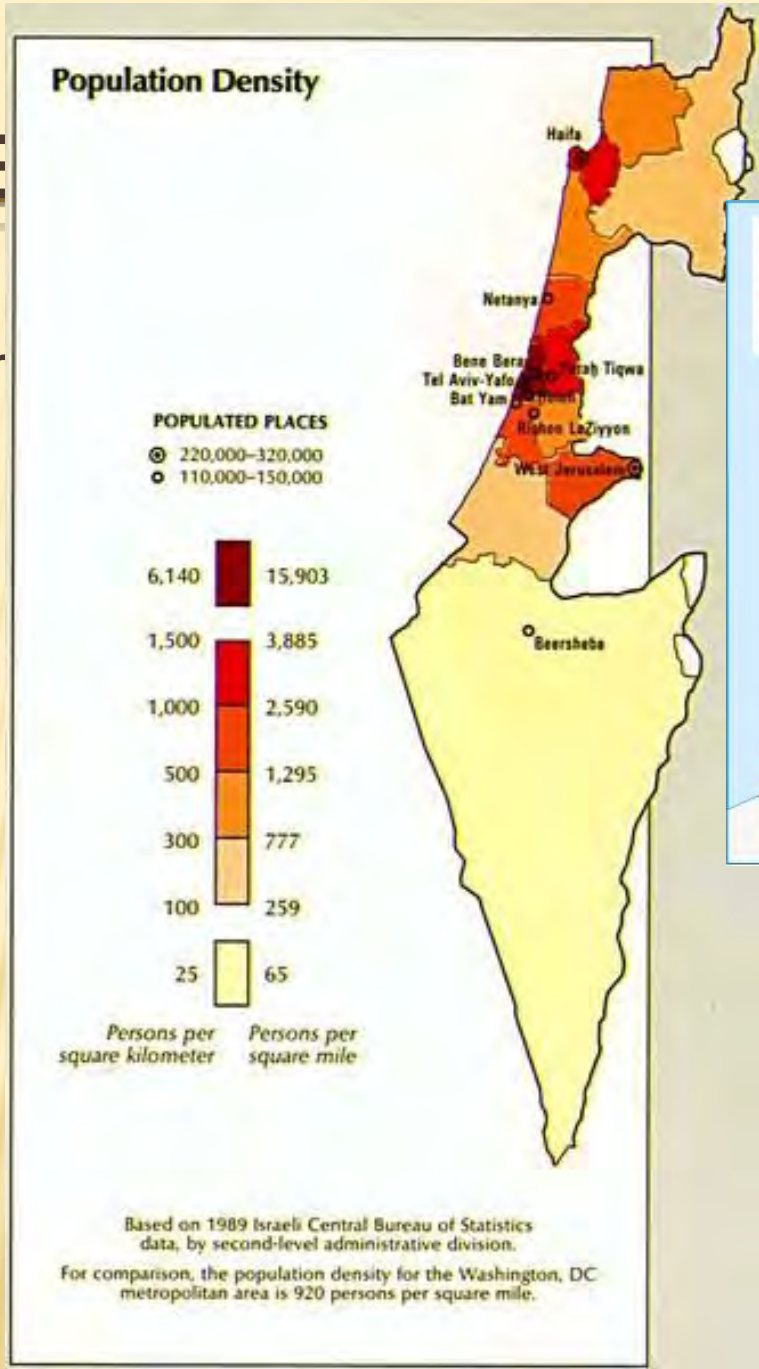 Population Density
Haifa
Netanya
Bene Bera
Tel Aviv-Yafo
Tiqwa
Bat Yam
Rishon LeZiyyon
West Jerusalem
Beersheba
POPULATED PLACES
220,000–320,000
110,000–150,000
6,140 15,903
1,500 3,885
1,000 2,590
500 1,295
300 777
100 259
25 65
Persons per Persons per
square kilometer square mile
Based on 1989 Israeli Central Bureau of Statistics
data, by second-level administrative division.
For comparison, the population density for the Washington, DC
metropolitan area is 920 persons per square mile.